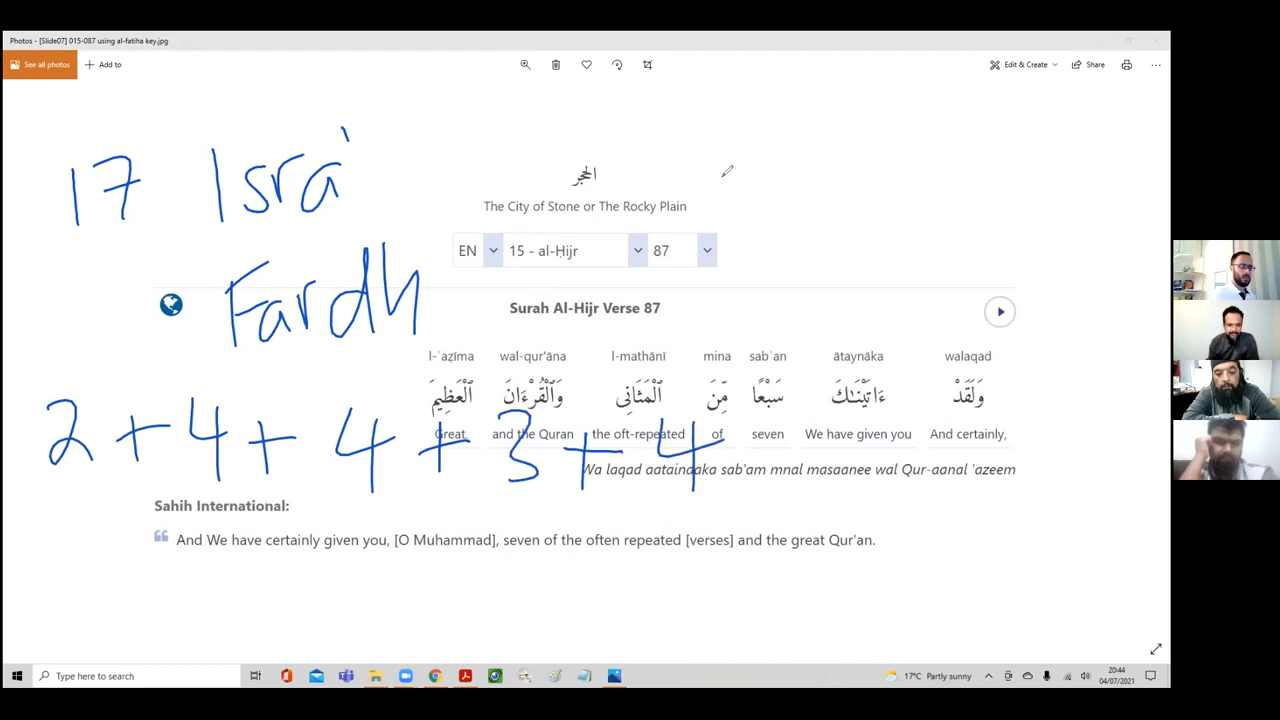 Photos - [Slide07] 015-087 using al-fatiha key.jpg
See all photos + Add to Edit & Create Share
17 Isra'
الحجر
The City of Stone or The Rocky Plain
EN 15 - al-Ḥijr 87
Fardh
Surah Al-Hijr Verse 87
l-ʿaẓīma wal-qur'āna l-mathānī mina sabʿan ātaynāka walaqad
وَلَقَدْ ءَاتَيْنَـٰكَ سَبْعًا مِّنَ ٱلْمَثَانِى وَٱلْقُرْءَانَ ٱلْعَظِيمَ
Great, and the Quran the oft-repeated of seven We have given you And certainly,
2 + 4 + 4 + 3 + 4
Wa laqad aatainaaka sab'am mnal masaanee wal Qur-aanal 'azeem
Sahih International:
And We have certainly given you, [O Muhammad], seven of the often repeated [verses] and the great Qur'an.
Type here to search 17°C Partly sunny 20:44
04/07/2021